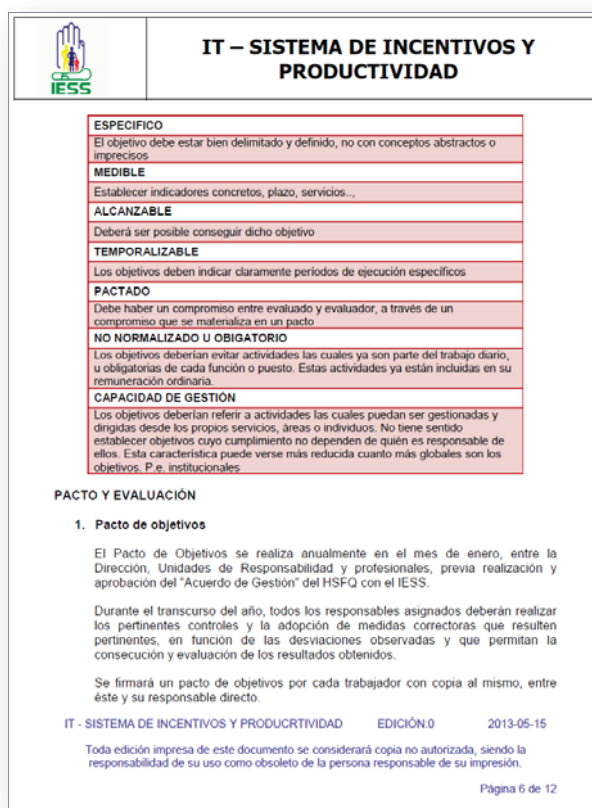 IESS
IT – SISTEMA DE INCENTIVOS Y
PRODUCTIVIDAD
ESPECIFICO
El objetivo debe estar bien delimitado y definido, no con conceptos abstractos o
imprecisos
MEDIBLE
Establecer indicadores concretos, plazo, servicios..,
ALCANZABLE
Deberá ser posible conseguir dicho objetivo
TEMPORALIZABLE
Los objetivos deben indicar claramente períodos de ejecución específicos
PACTADO
Debe haber un compromiso entre evaluado y evaluador, a través de un
compromiso que se materializa en un pacto
NO NORMALIZADO U OBIGATORIO
Los objetivos deberían evitar actividades las cuales ya son parte del trabajo diario,
u obligatorias de cada función o puesto. Estas actividades ya están incluidas en su
remuneración ordinaria.
CAPACIDAD DE GESTIÓN
Los objetivos deberían referir a actividades las cuales puedan ser gestionadas y
dirigidas desde los propios servicios, áreas o individuos. No tiene sentido
establecer objetivos cuyo cumplimiento no dependen de quién es responsable de
ellos. Esta característica puede verse más reducida cuanto más globales son los
objetivos. P.e. institucionales
PACTO Y EVALUACIÓN
1. Pacto de objetivos
El Pacto de Objetivos se realiza anualmente en el mes de enero, entre la
Dirección, Unidades de Responsabilidad y profesionales, previa realización y
aprobación del "Acuerdo de Gestión" del HSFQ con el IESS.
Durante el transcurso del año, todos los responsables asignados deberán realizar
los pertinentes controles y la adopción de medidas correctoras que resulten
pertinentes, en función de las desviaciones observadas y que permitan la
consecución y evaluación de los resultados obtenidos.
Se firmará un pacto de objetivos por cada trabajador con copia al mismo, entre
éste y su responsable directo.
IT - SISTEMA DE INCENTIVOS Y PRODUCRTIVIDAD EDICIÓN:0 2013-05-15
Toda edición impresa de este documento se considerará copia no autorizada, siendo la
responsabilidad de su uso como obsoleto de la persona responsable de su impresión.
Página 6 de 12